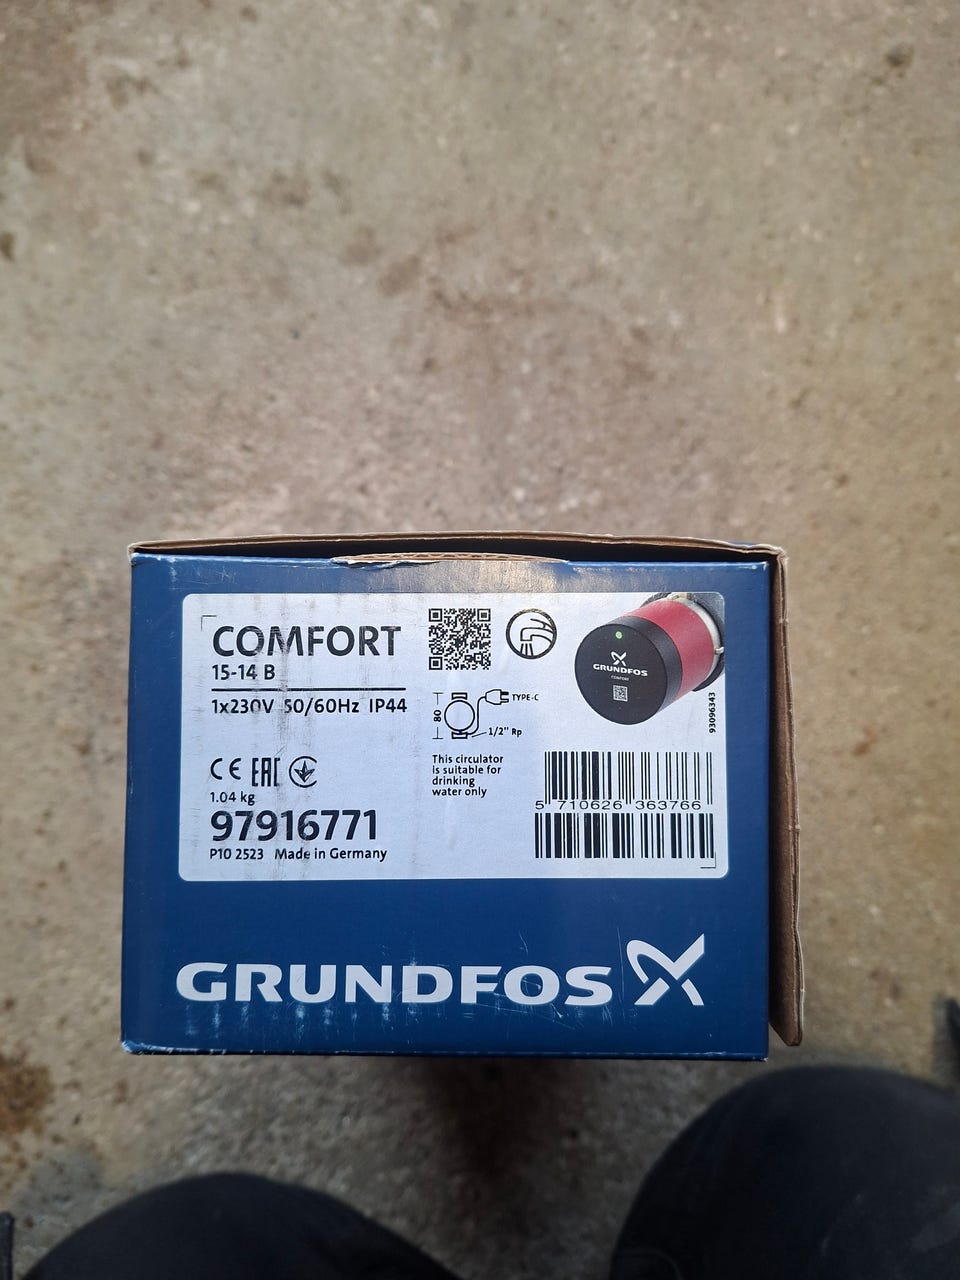 COMFORT
15-14 B
1x230V 50/60Hz IP44
TYPE-C
80
1/2" Rp
This circulator
is suitable for
drinking
water only
GRUNDFOS
COMFORT
93096343
CE EAC
1.04 kg
97916771
P10 2523 Made in Germany
5 710626 363766
GRUNDFOS